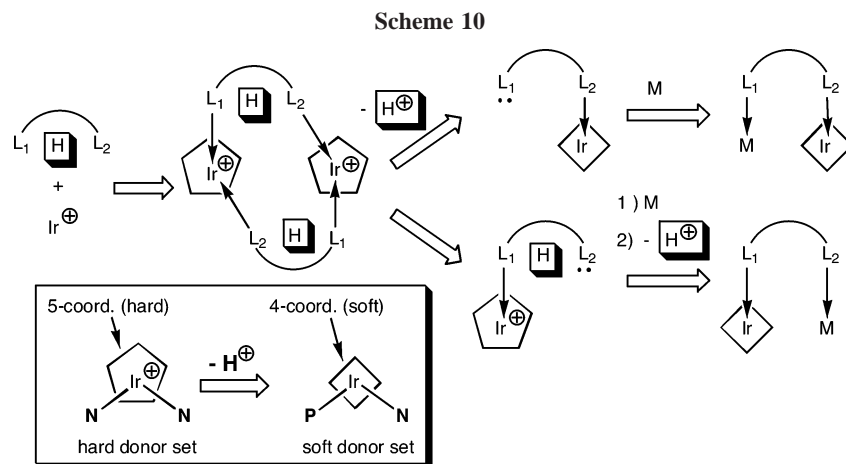 Scheme 10
L₁ H L₂
+
Ir⊕
L₁ H L₂
Ir⊕ Ir⊕
L₂ H L₁
- H⊕
L₁ L₂
••
Ir
M
L₁ L₂
M Ir
L₁ H L₂
••
Ir⊕
1 ) M
2) - H⊕
L₁ L₂
Ir M
5-coord. (hard) 4-coord. (soft)
Ir⊕ - H⊕ Ir
N N P N
hard donor set soft donor set